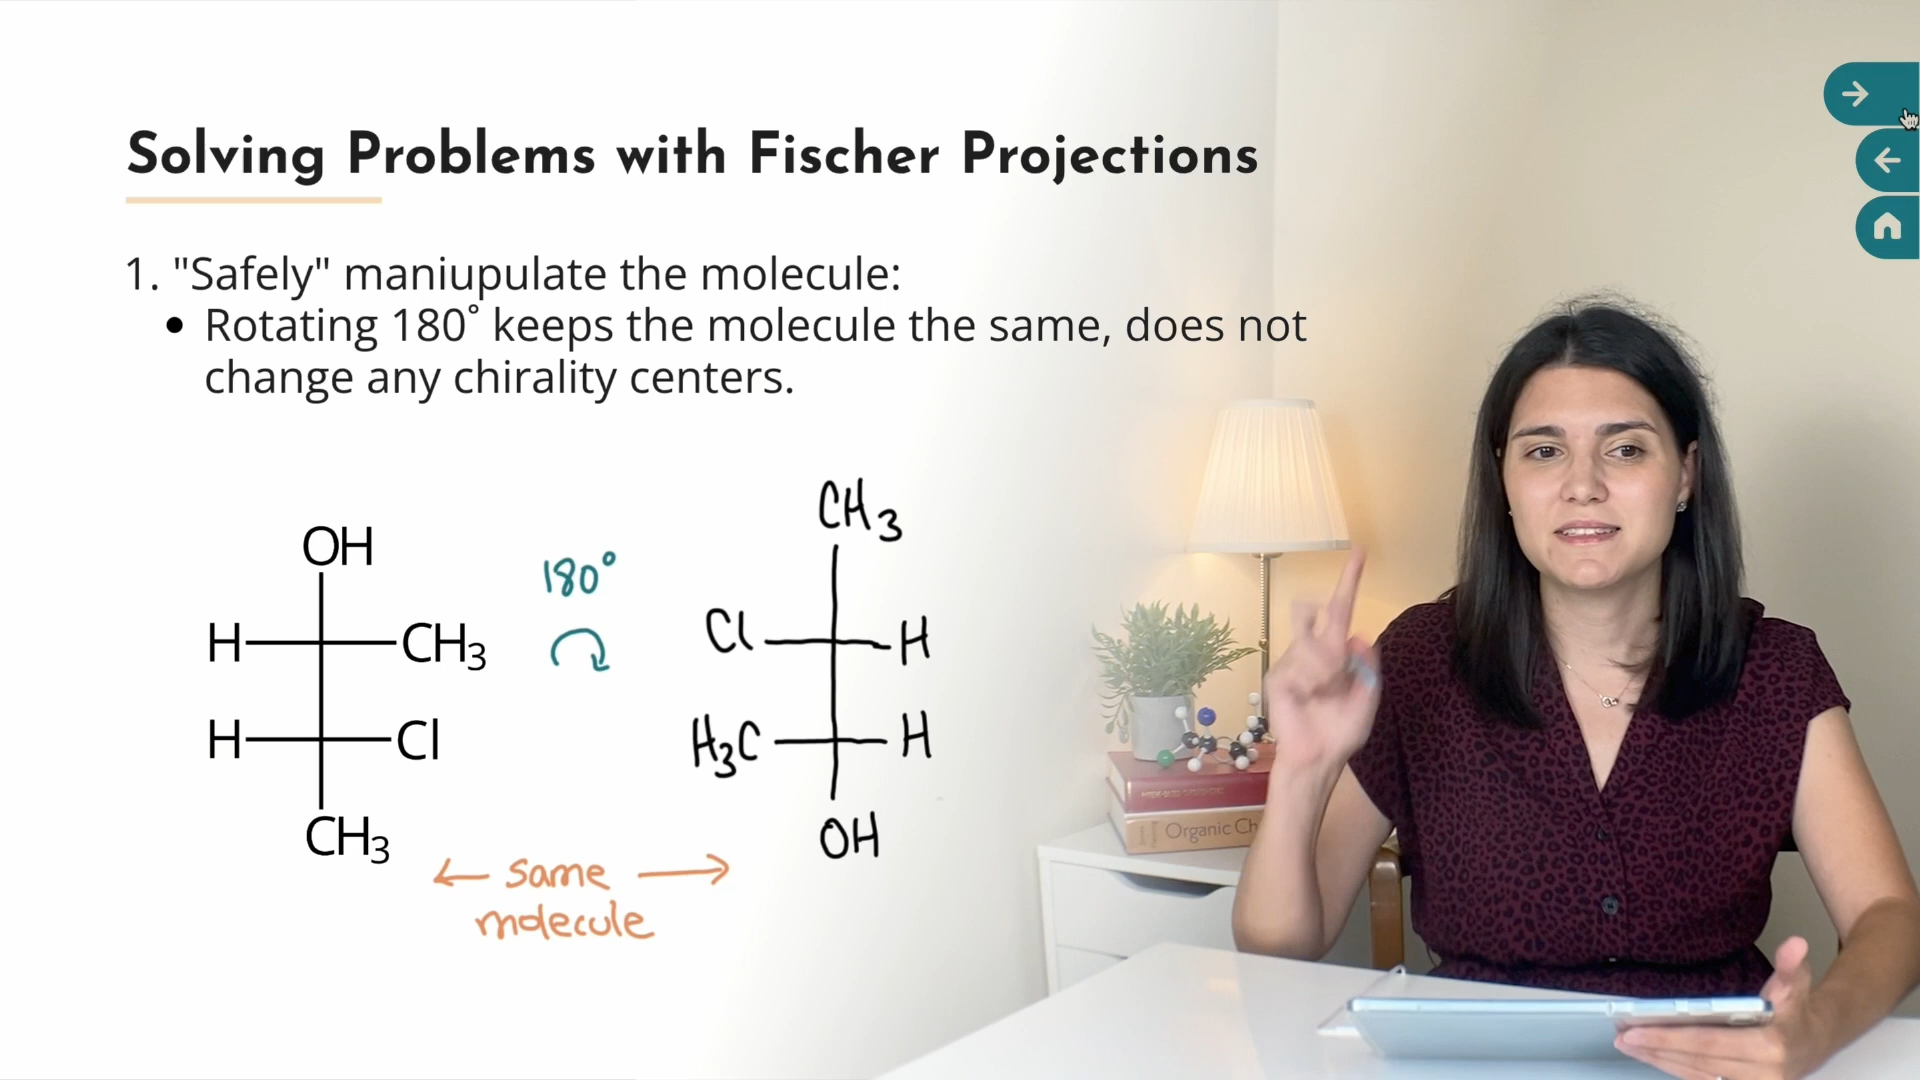 Solving Problems with Fischer Projections
1. "Safely" maniupulate the molecule:
• Rotating 180° keeps the molecule the same, does not
change any chirality centers.
OH
H CH₃
H Cl
CH₃
180°
CH₃
Cl H
H₃C H
OH
← same →
molecule
Organic Ch